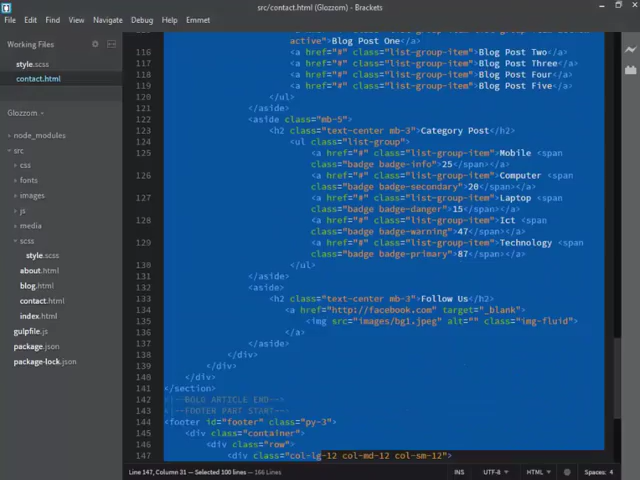 src/contact.html (Glozzom) - Brackets
File Edit Find View Navigate Debug Help Emmet
Working Files
style.scss
contact.html
Glozzom
node_modules
src
css
fonts
images
js
media
scss
style.scss
about.html
blog.html
contact.html
index.html
gulpfile.js
package.json
package-lock.json
active">Blog Post One</a>
116 <a href="#" class="list-group-item">Blog Post Two</a>
117 <a href="#" class="list-group-item">Blog Post Three</a>
118 <a href="#" class="list-group-item">Blog Post Four</a>
119 <a href="#" class="list-group-item">Blog Post Five</a>
120 </ul>
121 </aside>
122 <aside class="mb-5">
123 <h2 class="text-center mb-3">Category Post</h2>
124 <ul class="list-group">
125 <a href="#" class="list-group-item">Mobile <span
class="badge badge-info">25</span></a>
126 <a href="#" class="list-group-item">Computer <span
class="badge badge-secondary">20</span></a>
127 <a href="#" class="list-group-item">Laptop <span
class="badge badge-danger">15</span></a>
128 <a href="#" class="list-group-item">Ict <span
class="badge badge-warning">47</span></a>
129 <a href="#" class="list-group-item">Technology <span
class="badge badge-primary">87</span></a>
130 </ul>
131 </aside>
132 <aside>
133 <h2 class="text-center mb-3">Follow Us</h2>
134 <a href="http://facebook.com" target="_blank">
135 <img src="images/bg1.jpeg" alt="" class="img-fluid">
136 </a>
137 </aside>
138 </div>
139 </div>
140 </div>
141 </section>
142 <!--BOLO ARTICLE END-->
143 <!--FOOTER PART START-->
144 <footer id="footer" class="py-3">
145 <div class="container">
146 <div class="row">
147 <div class="col-lg-12 col-md-12 col-sm-12">
Line 147, Column 31 — Selected 100 lines — 166 Lines
INS UTF-8 HTML Spaces: 4